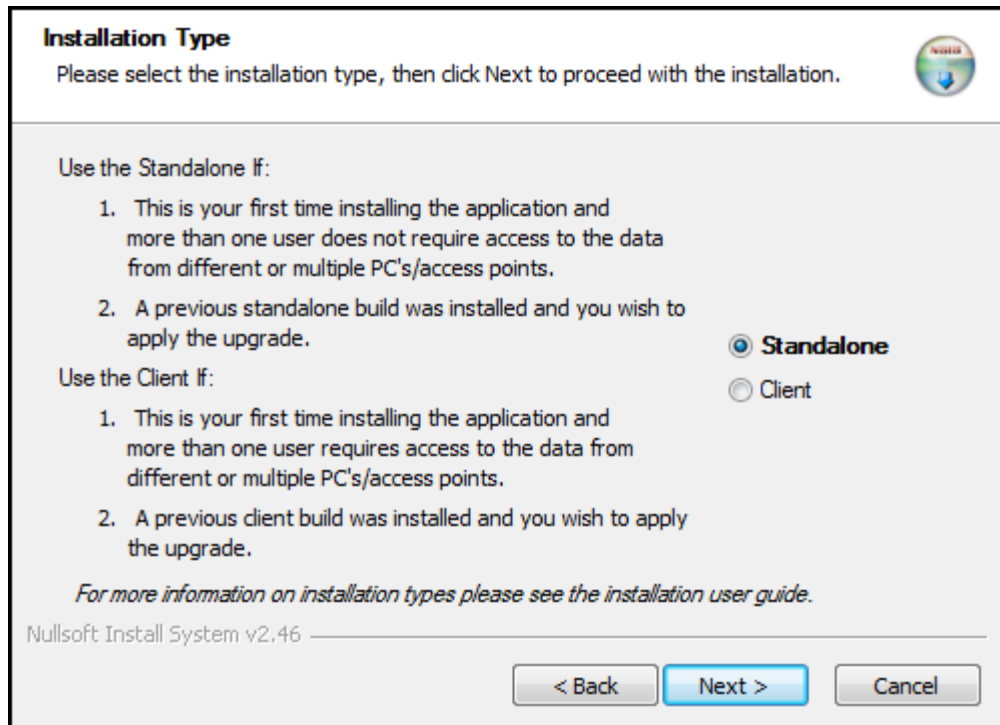 Installation Type
Please select the installation type, then click Next to proceed with the installation.
Use the Standalone If:
1. This is your first time installing the application and
more than one user does not require access to the data
from different or multiple PC's/access points.
2. A previous standalone build was installed and you wish to
apply the upgrade.
Standalone
Use the Client If:
Client
1. This is your first time installing the application and
more than one user requires access to the data from
different or multiple PC's/access points.
2. A previous client build was installed and you wish to apply
the upgrade.
For more information on installation types please see the installation user guide.
Nullsoft Install System v2.46
< Back Next > Cancel